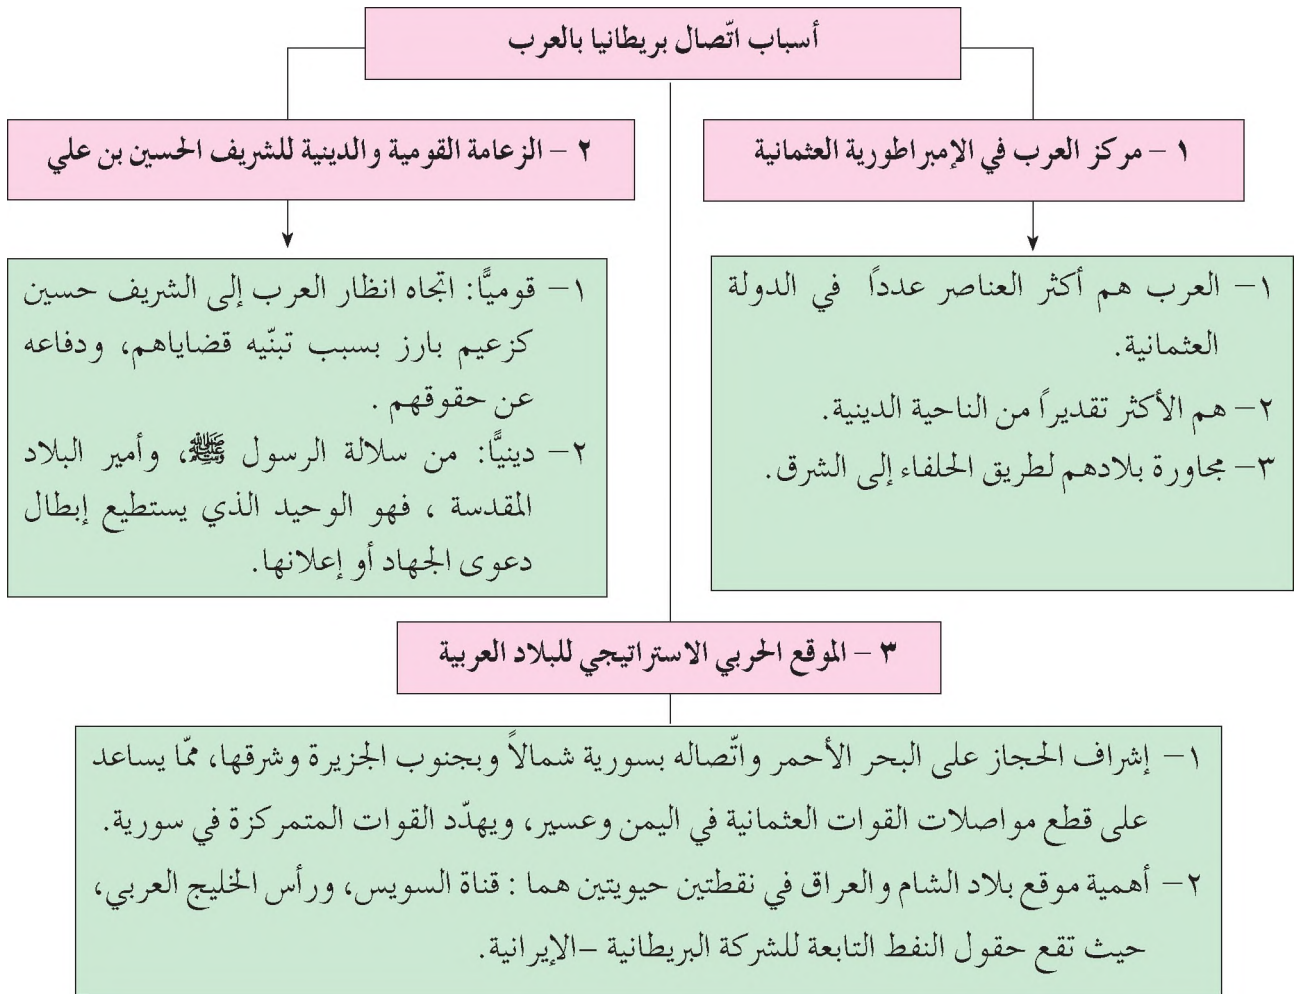 أسباب اتّصال بريطانيا بالعرب
١ – مركز العرب في الإمبراطورية العثمانية
١– العرب هم أكثر العناصر عدداً في الدولة
العثمانية.
٢– هم الأكثر تقديراً من الناحية الدينية.
٣– مجاورة بلادهم لطريق الحلفاء إلى الشرق.
٢ – الزعامة القومية والدينية للشريف الحسين بن علي
١– قوميًّا: اتجاه انظار العرب إلى الشريف حسين
كزعيم بارز بسبب تبنّيه قضاياهم، ودفاعه
عن حقوقهم .
٢– دينيًّا: من سلالة الرسول ﷺ، وأمير البلاد
المقدسة ، فهو الوحيد الذي يستطيع إبطال
دعوى الجهاد أو إعلانها.
٣ – الموقع الحربي الاستراتيجي للبلاد العربية
١– إشراف الحجاز على البحر الأحمر واتّصاله بسورية شمالاً وبجنوب الجزيرة وشرقها، ممّا يساعد
على قطع مواصلات القوات العثمانية في اليمن وعسير، ويهدّد القوات المتمركزة في سورية.
٢– أهمية موقع بلاد الشام والعراق في نقطتين حيويتين هما : قناة السويس، ورأس الخليج العربي،
حيث تقع حقول النفط التابعة للشركة البريطانية –الإيرانية.